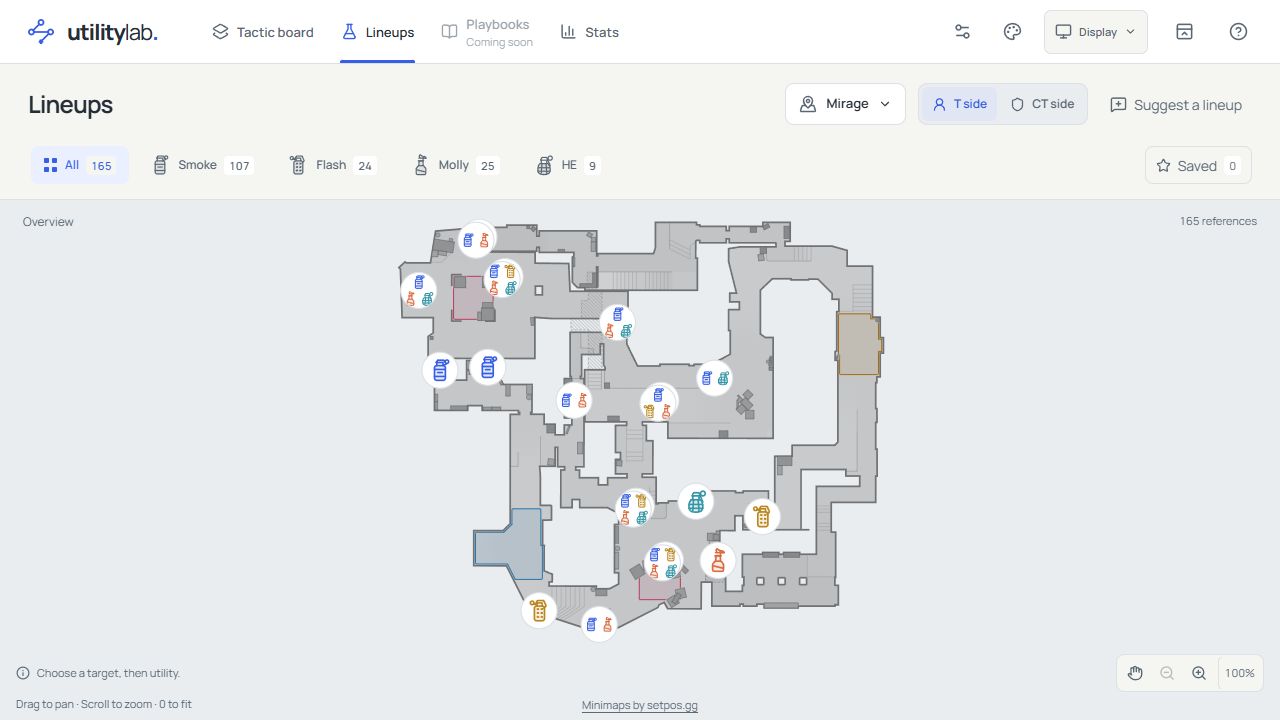 utilitylab.
Tactic board
Lineups
Playbooks
Coming soon
Stats
Display
Lineups
Mirage
T side
CT side
Suggest a lineup
All 165
Smoke 107
Flash 24
Molly 25
HE 9
Saved 0
Overview
165 references
Choose a target, then utility.
100%
Drag to pan · Scroll to zoom · 0 to fit
Minimaps by setpos.gg